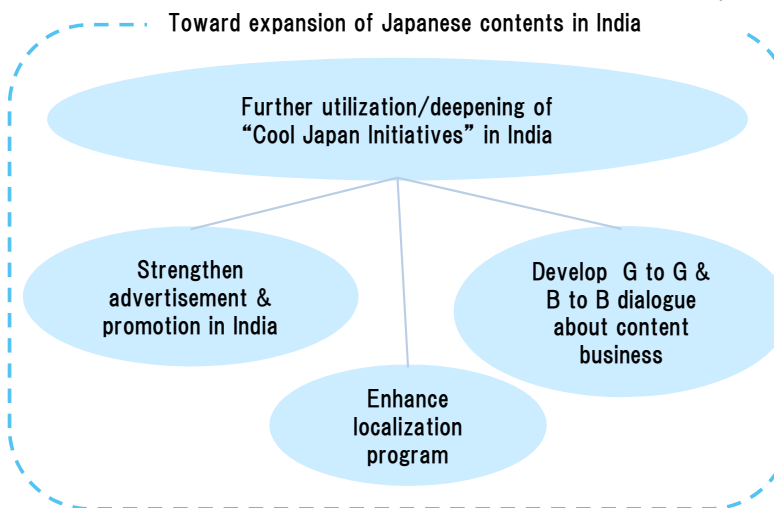 Toward expansion of Japanese contents in India
Further utilization/deepening of
“Cool Japan Initiatives” in India
Strengthen
advertisement &
promotion in India
Develop G to G &
B to B dialogue
about content
business
Enhance
localization
program